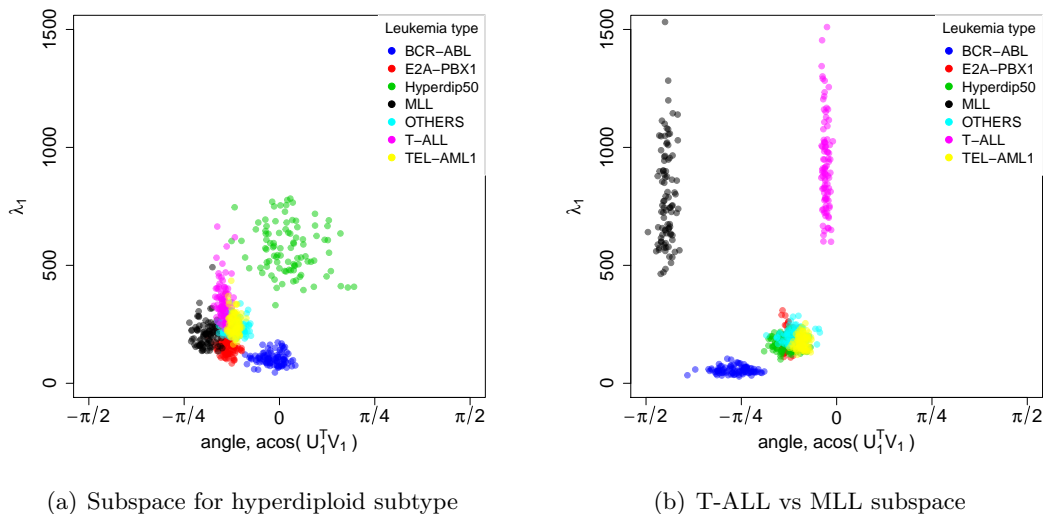 1500
1000
500
0
λ₁
−π/2
−π/4
0
π/4
π/2
angle, acos( U₁ᵀV₁ )
Leukemia type
BCR−ABL
E2A−PBX1
Hyperdip50
MLL
OTHERS
T−ALL
TEL−AML1
(a) Subspace for hyperdiploid subtype
1500
1000
500
0
λ₁
−π/2
−π/4
0
π/4
π/2
angle, acos( U₁ᵀV₁ )
Leukemia type
BCR−ABL
E2A−PBX1
Hyperdip50
MLL
OTHERS
T−ALL
TEL−AML1
(b) T-ALL vs MLL subspace